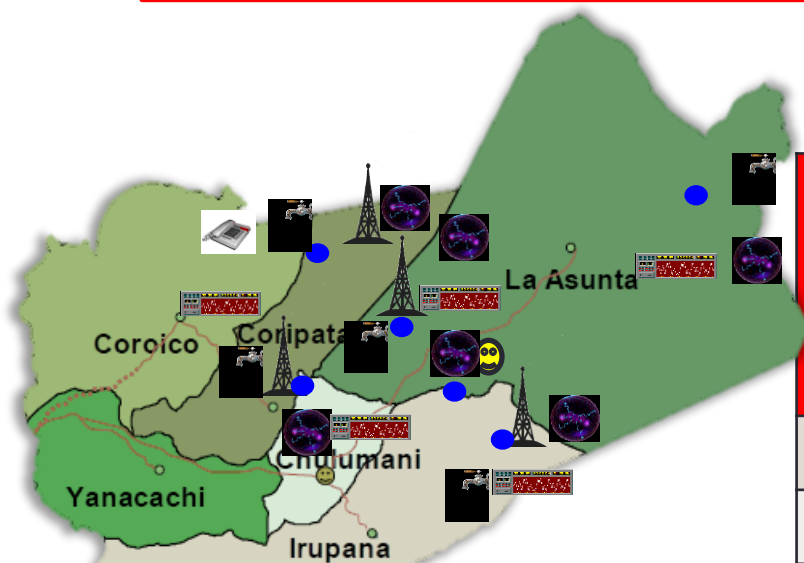 La Asunta
Coripata
Coroico
Chulumani
Yanacachi
Irupana